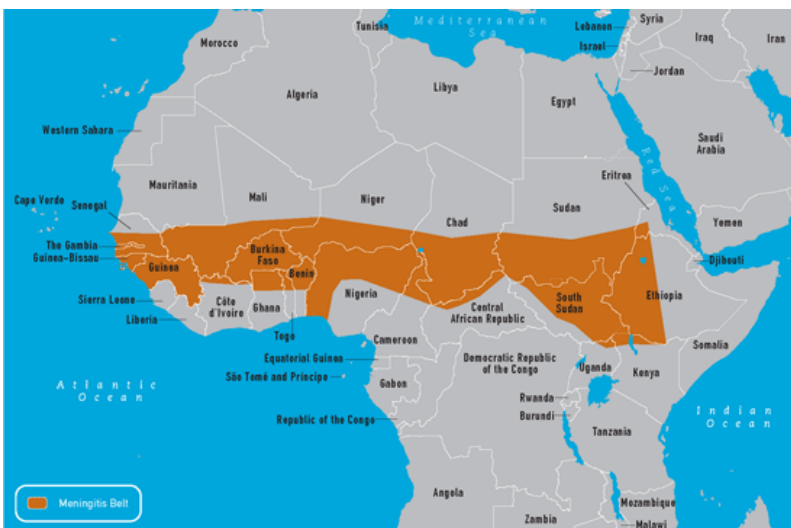 Mediterranean
Sea
Tunisia
Lebanon
Syria
Iraq
Iran
Morocco
Israel
Jordan
Algeria
Libya
Egypt
Western Sahara
Saudi
Arabia
Red Sea
Mauritania
Mali
Niger
Chad
Sudan
Eritrea
Cape Verde
Senegal
Yemen
The Gambia
Guinea-Bissau
Guinea
Burkina
Faso
Benin
Djibouti
Sierra Leone
Liberia
Côte
d'Ivoire
Ghana
Togo
Nigeria
Central
African Republic
South
Sudan
Ethiopia
Somalia
Cameroon
Equatorial Guinea
São Tomé and Príncipe
Gabon
Republic of the Congo
Democratic Republic
of the Congo
Uganda
Kenya
Rwanda
Burundi
Tanzania
Atlantic
Ocean
Indian
Ocean
Angola
Zambia
Mozambique
Malawi
Meningitis Belt